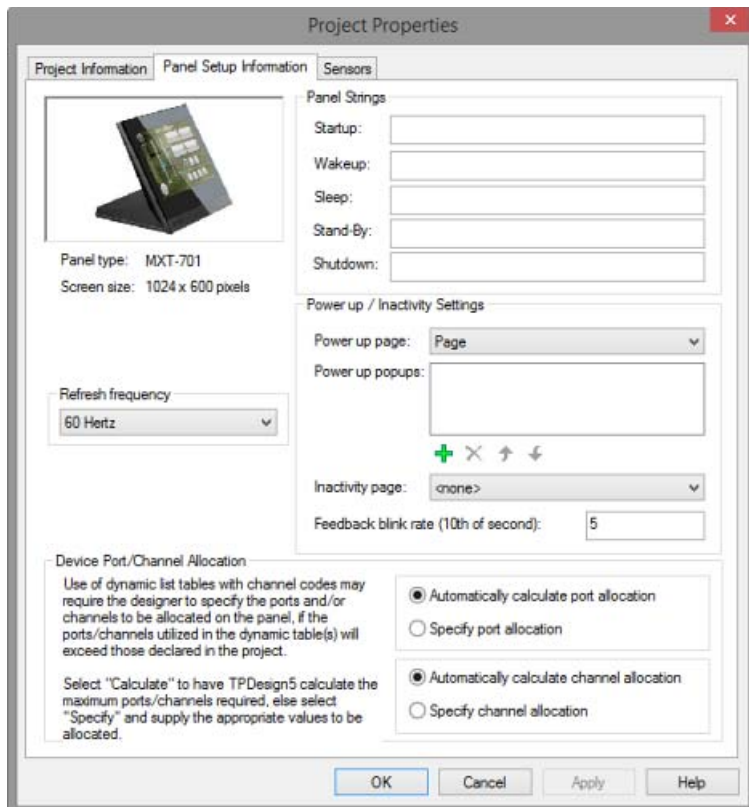 Project Properties
Project Information
Panel Setup Information
Sensors
Panel type: MXT-701
Screen size: 1024 x 600 pixels
Refresh frequency
60 Hertz
Panel Strings
Startup:
Wakeup:
Sleep:
Stand-By:
Shutdown:
Power up / Inactivity Settings
Power up page: Page
Power up popups:
Inactivity page: <none>
Feedback blink rate (10th of second): 5
Device Port/Channel Allocation
Use of dynamic list tables with channel codes may
require the designer to specify the ports and/or
channels to be allocated on the panel, if the
ports/channels utilized in the dynamic table(s) will
exceed those declared in the project.
Select "Calculate" to have TPDesign5 calculate the
maximum ports/channels required, else select
"Specify" and supply the appropriate values to be
allocated.
Automatically calculate port allocation
Specify port allocation
Automatically calculate channel allocation
Specify channel allocation
OK
Cancel
Apply
Help